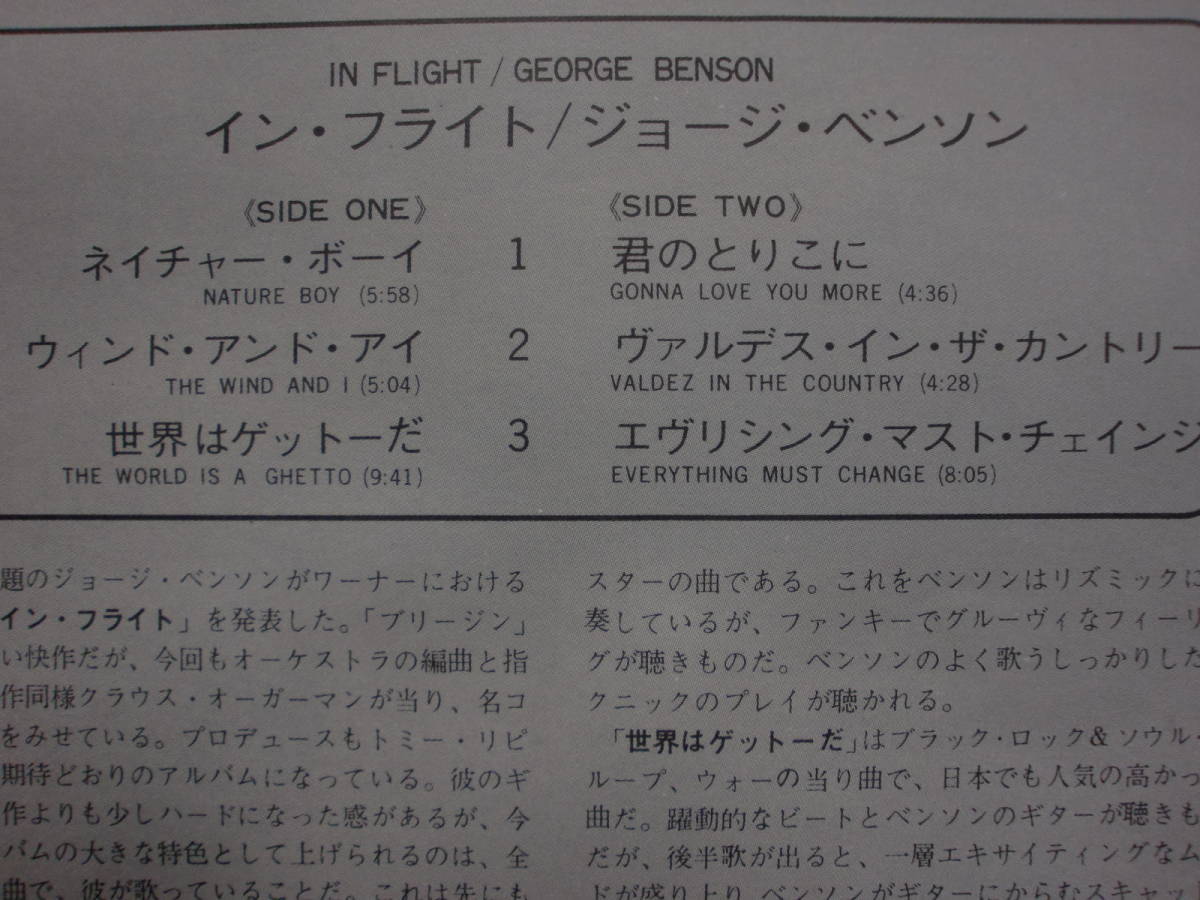 IN FLIGHT / GEORGE BENSON
イン・フライト/ジョージ・ベンソン
《SIDE ONE》
ネイチャー・ボーイ 1
NATURE BOY (5:58)
ウィンド・アンド・アイ 2
THE WIND AND I (5:04)
世界はゲットーだ 3
THE WORLD IS A GHETTO (9:41)
《SIDE TWO》
君のとりこに
GONNA LOVE YOU MORE (4:36)
ヴァルデス・イン・ザ・カントリー
VALDEZ IN THE COUNTRY (4:28)
エヴリシング・マスト・チェインジ
EVERYTHING MUST CHANGE (8:05)
題のジョージ・ベンソンがワーナーにおける
イン・フライト」を発表した。「ブリージン」
い快作だが、今回もオーケストラの編曲と指
作同様クラウス・オーガーマンが当り、名コ
をみせている。プロデュースもトミー・リピ
期待どおりのアルバムになっている。彼のギ
作よりも少しハードになった感があるが、今
バムの大きな特色として上げられるのは、全
曲で、彼が歌っていることだ。これは先にも
スターの曲である。これをベンソンはリズミックに
奏しているが、ファンキーでグルーヴィなフィーリ
グが聴きものだ。ベンソンのよく歌うしっかりした
クニックのプレイが聴かれる。
「世界はゲットーだ」はブラック・ロック&ソウル・
ループ、ウォーの当り曲で、日本でも人気の高かっ
曲だ。躍動的なビートとベンソンのギターが聴きも
だが、後半歌が出ると、一層エキサイティングなム
ドが盛り上り、ベンソンがギターにからむスキャット